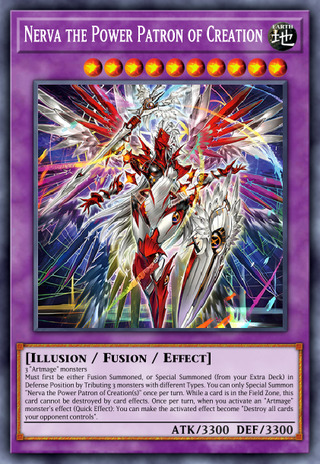 Nerva the Power Patron of Creation
EARTH
地
[Illusion / Fusion / Effect]
3 "Artmage" monsters
Must first be either Fusion Summoned, or Special Summoned (from your Extra Deck) in
Defense Position by Tributing 3 monsters with different Types. You can only Special Summon
"Nerva the Power Patron of Creation(s)" once per turn. While a card is in the Field Zone, this
card cannot be destroyed by card effects. Once per turn, when you activate an "Artmage"
monster's effect (Quick Effect): You can make the activated effect become "Destroy all cards
your opponent controls".
ATK/3300 DEF/3300